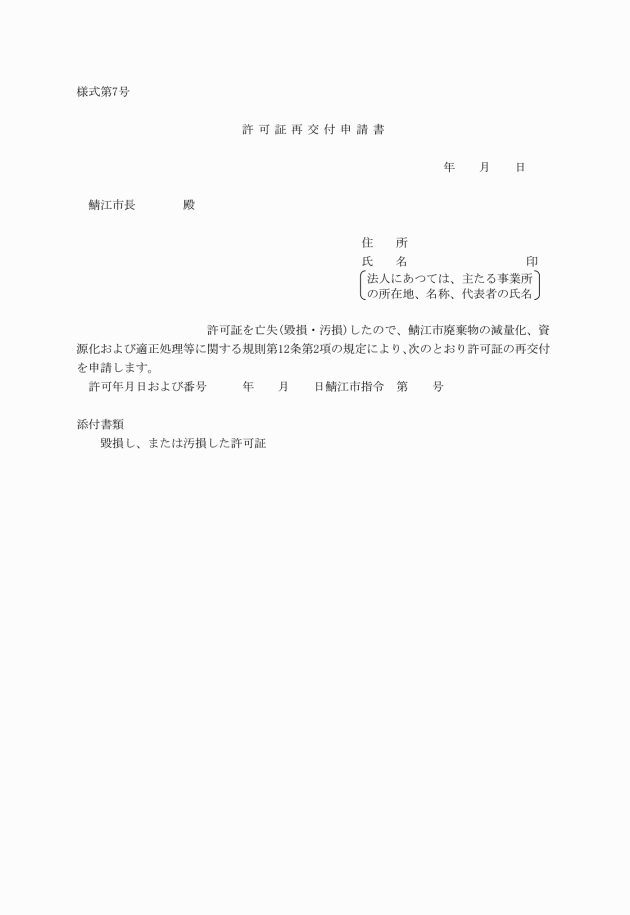 様式第7号
許可証再交付申請書
年　　月　　日
鯖江市長　　　　殿
住　　所
氏　　名　　　　　　　　　　印
法人にあつては、主たる事業所
の所在地、名称、代表者の氏名
許可証を亡失(毀損・汚損)したので、鯖江市廃棄物の減量化、資
源化および適正処理等に関する規則第12条第2項の規定により、次のとおり許可証の再交付
を申請します。
許可年月日および番号　　　年　　月　　日鯖江市指令　第　　号
添付書類
毀損し、または汚損した許可証